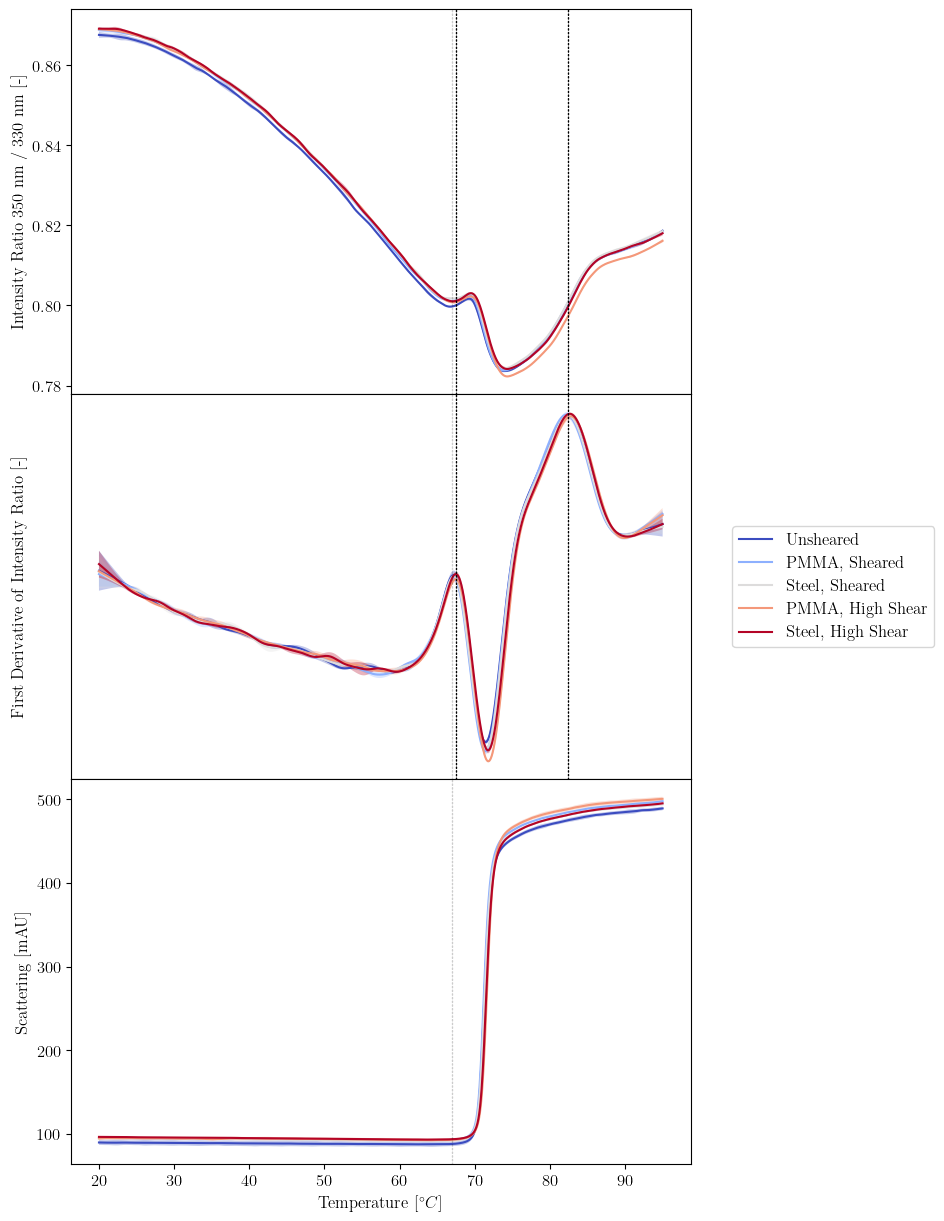 Intensity Ratio 350 nm / 330 nm [-]
0.86
0.84
0.82
0.80
0.78
First Derivative of Intensity Ratio [-]
Unsheared
PMMA, Sheared
Steel, Sheared
PMMA, High Shear
Steel, High Shear
Scattering [mAU]
500
400
300
200
100
20 30 40 50 60 70 80 90
Temperature [°C]